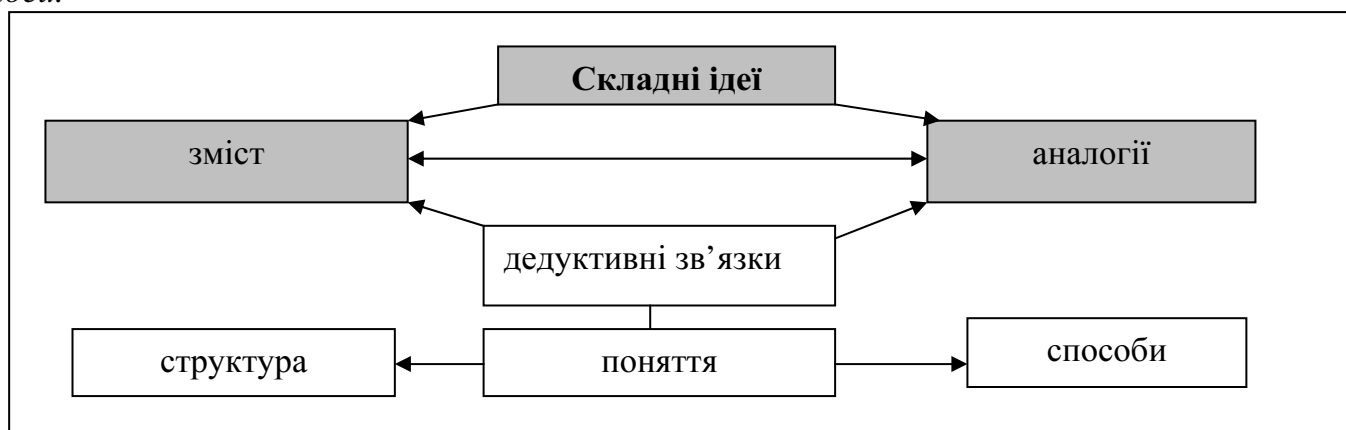 Складні ідеї
зміст
аналогії
дедуктивні зв’язки
структура
поняття
способи